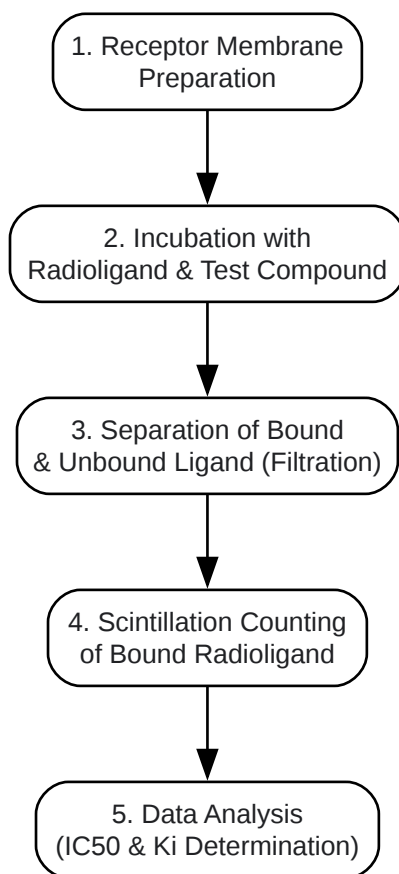 1. Receptor Membrane
Preparation
2. Incubation with
Radioligand & Test Compound
3. Separation of Bound
& Unbound Ligand (Filtration)
4. Scintillation Counting
of Bound Radioligand
5. Data Analysis
(IC50 & Ki Determination)